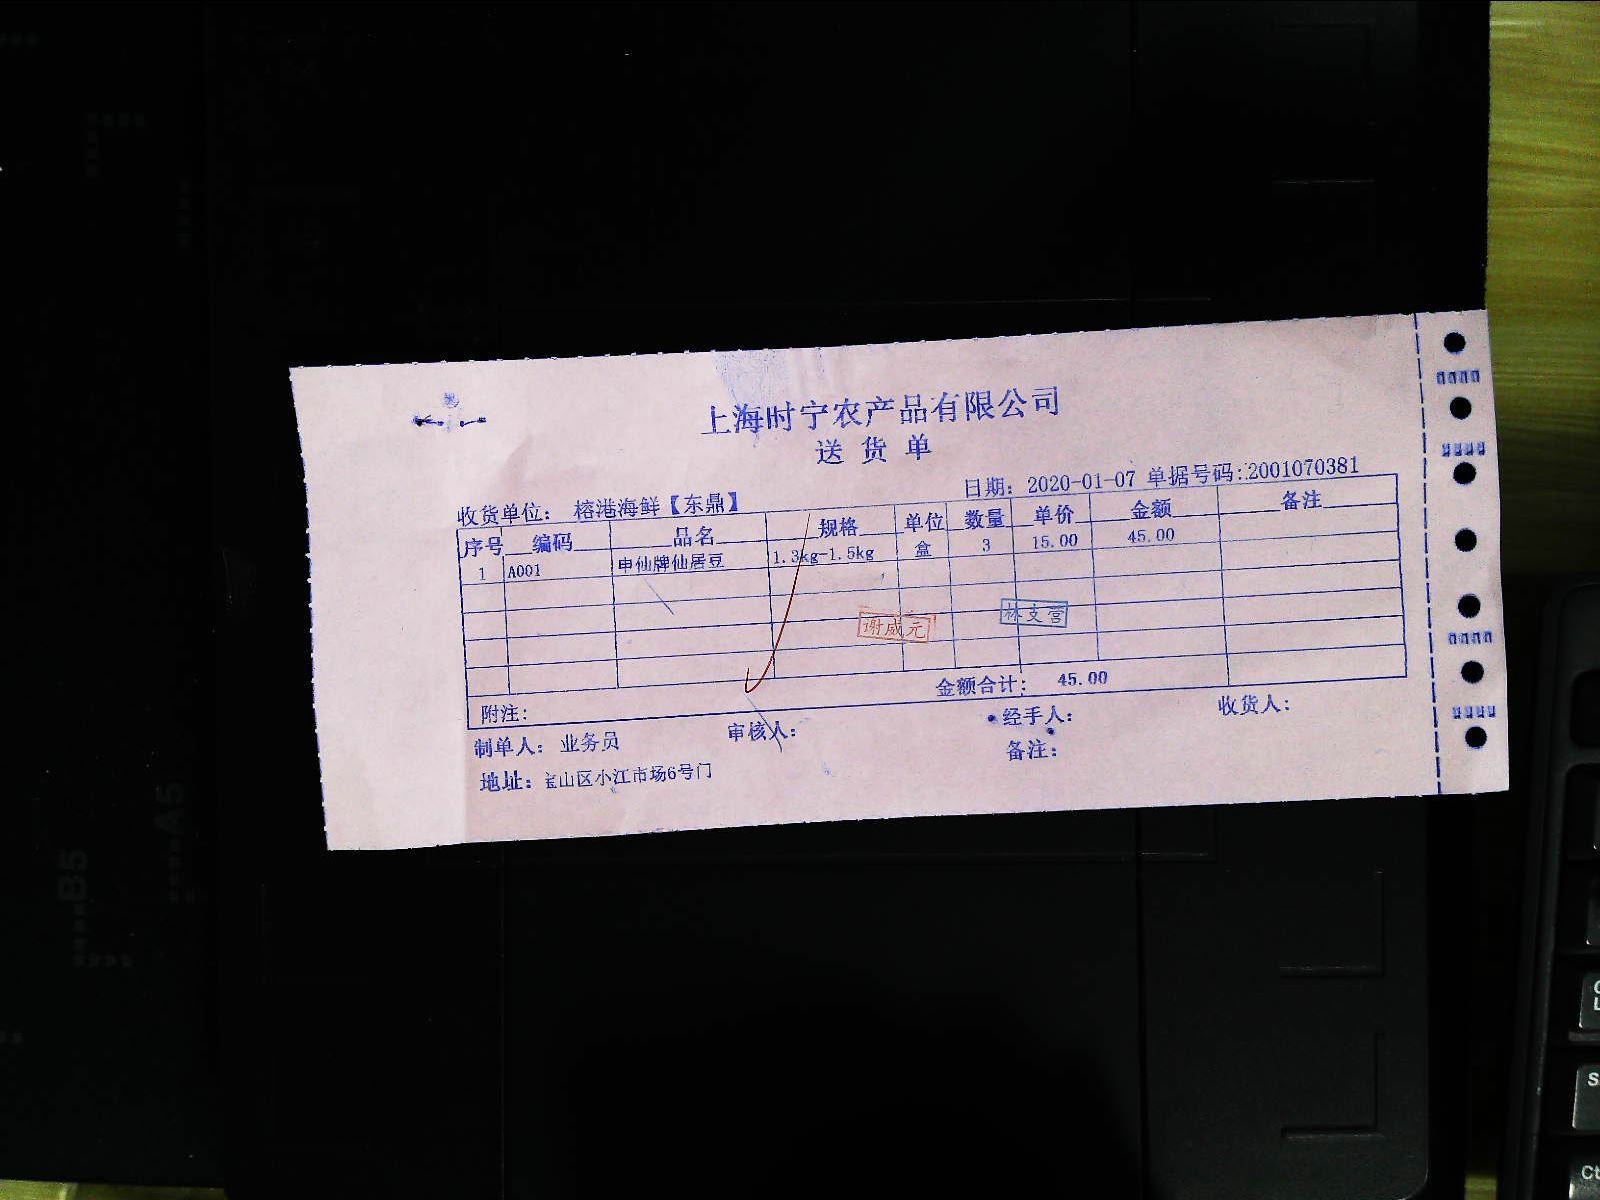 上海时宁农产品有限公司
送货单
日期：2020-01-07 单据号码：2001070381
收货单位：榕港海鲜【东鼎】
序号 编码 品名 规格 单位 数量 单价 金额 备注
1 A001 申仙牌仙居豆 1.3kg-1.5kg 盒 3 15.00 45.00
谢威元 林支营
金额合计：45.00
附注：
制单人：业务员 审核人： 经手人： 收货人：
备注：
地址：宝山区小江市场6号门
B5
A5